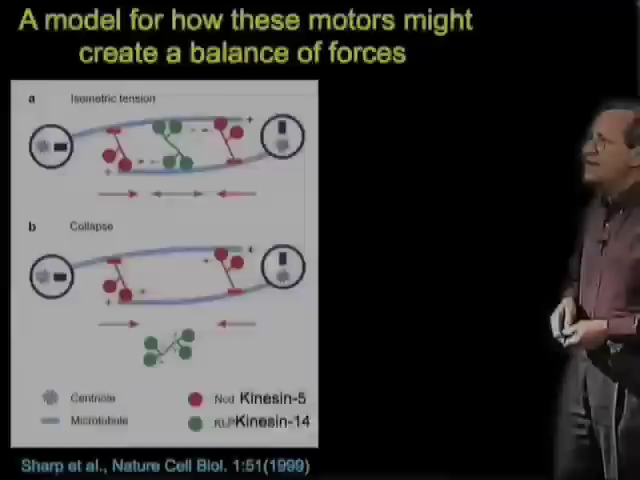 A model for how these motors might
create a balance of forces
a Isometric tension
+
+
b Collapse
+
+
Centriole
Microtubule
Ncd Kinesin-5
KLP Kinesin-14
Sharp et al., Nature Cell Biol. 1:51(1999)